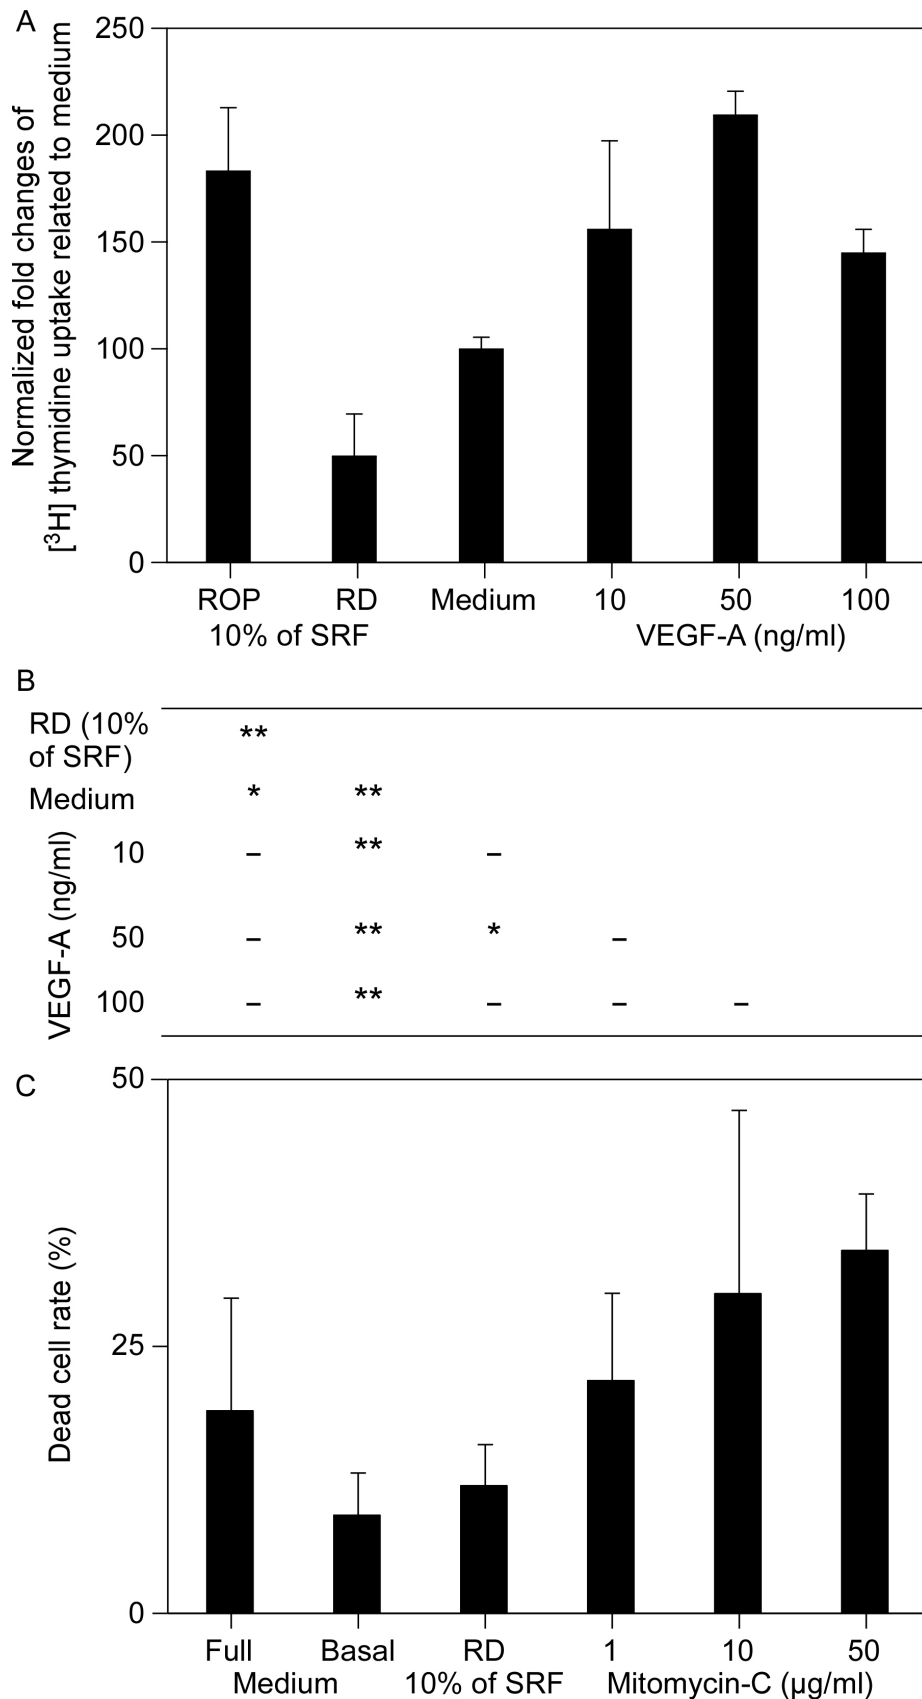 A
Normalized fold changes of
[³H] thymidine uptake related to medium
250
200
150
100
50
0
ROP RD Medium 10 50 100
10% of SRF VEGF-A (ng/ml)
B
RD (10%
of SRF)
**
Medium * **
VEGF-A (ng/ml)
10 – ** –
50 – ** * –
100 – ** – – –
C
Dead cell rate (%)
50
25
0
Full Basal RD 1 10 50
Medium 10% of SRF Mitomycin-C (µg/ml)